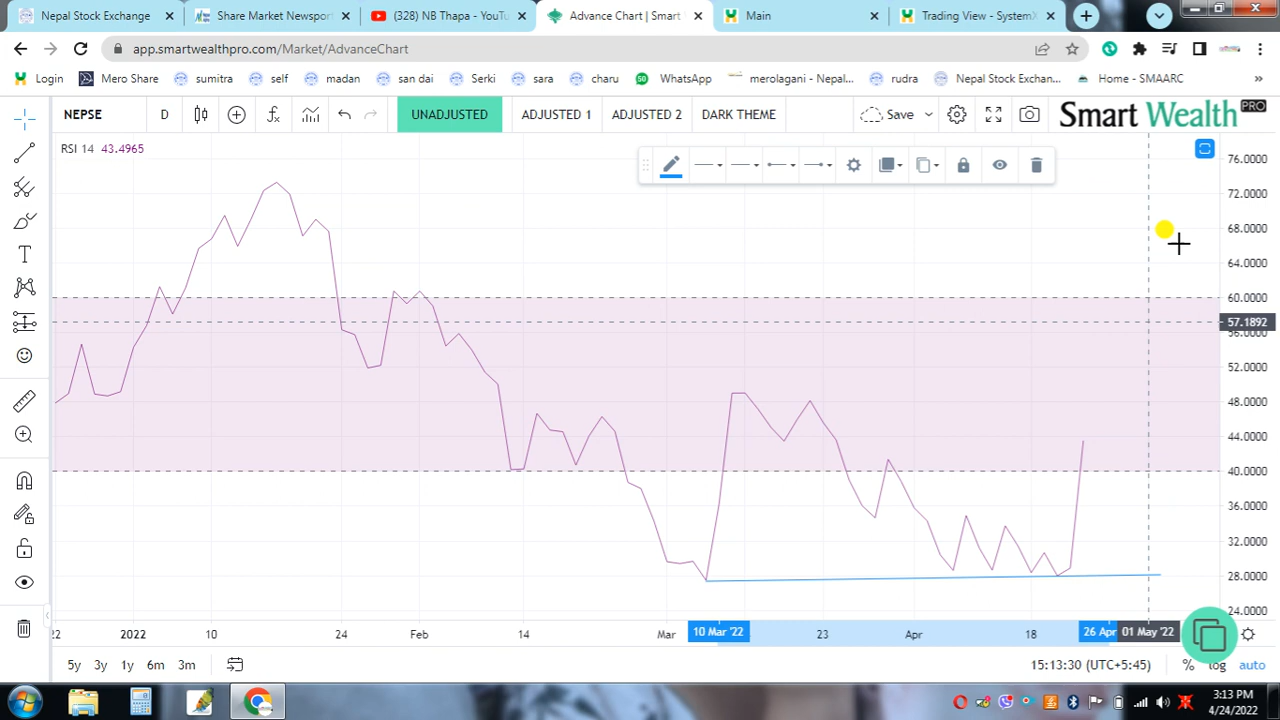 Nepal Stock Exchange
Share Market Newsport
(328) NB Thapa - YouTu
Advance Chart | Smart
Main
Trading View - SystemX
app.smartwealthpro.com/Market/AdvanceChart
Login
Mero Share
sumitra
self
madan
san dai
Serki
sara
charu
50
WhatsApp
merolagani - Nepal...
rudra
Nepal Stock Exchan...
Home - SMAARC
»
NEPSE
D
UNADJUSTED
ADJUSTED 1
ADJUSTED 2
DARK THEME
Save
Smart Wealth PRO
RSI 14 43.4965
76.0000
72.0000
68.0000
64.0000
60.0000
57.1892
56.0000
52.0000
48.0000
44.0000
40.0000
36.0000
32.0000
28.0000
24.0000
22 2022 10 24 Feb 14 Mar 10 Mar '22 23 Apr 18 26 Apr 01 May '22
5y 3y 1y 6m 3m
15:13:30 (UTC+5:45) % log auto
3:13 PM
4/24/2022